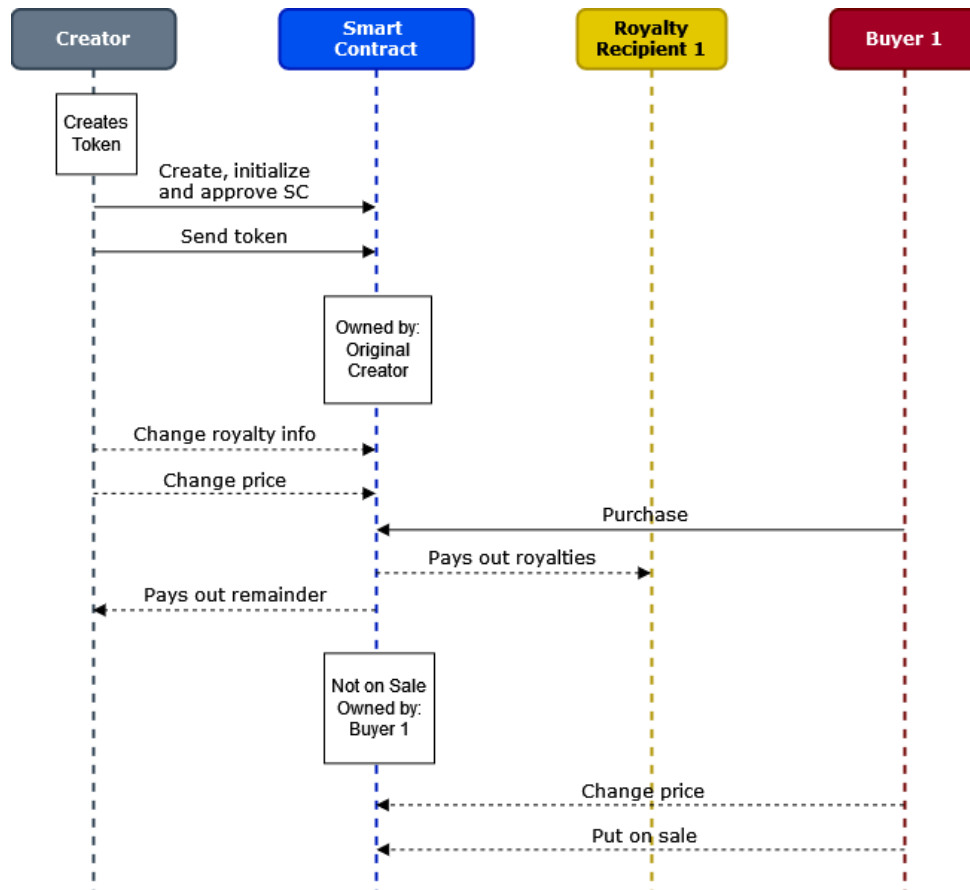 Creator
Smart
Contract
Royalty
Recipient 1
Buyer 1
Creates
Token
Create, initialize
and approve SC
Send token
Owned by:
Original
Creator
Change royalty info
Change price
Purchase
Pays out royalties
Pays out remainder
Not on Sale
Owned by:
Buyer 1
Change price
Put on sale